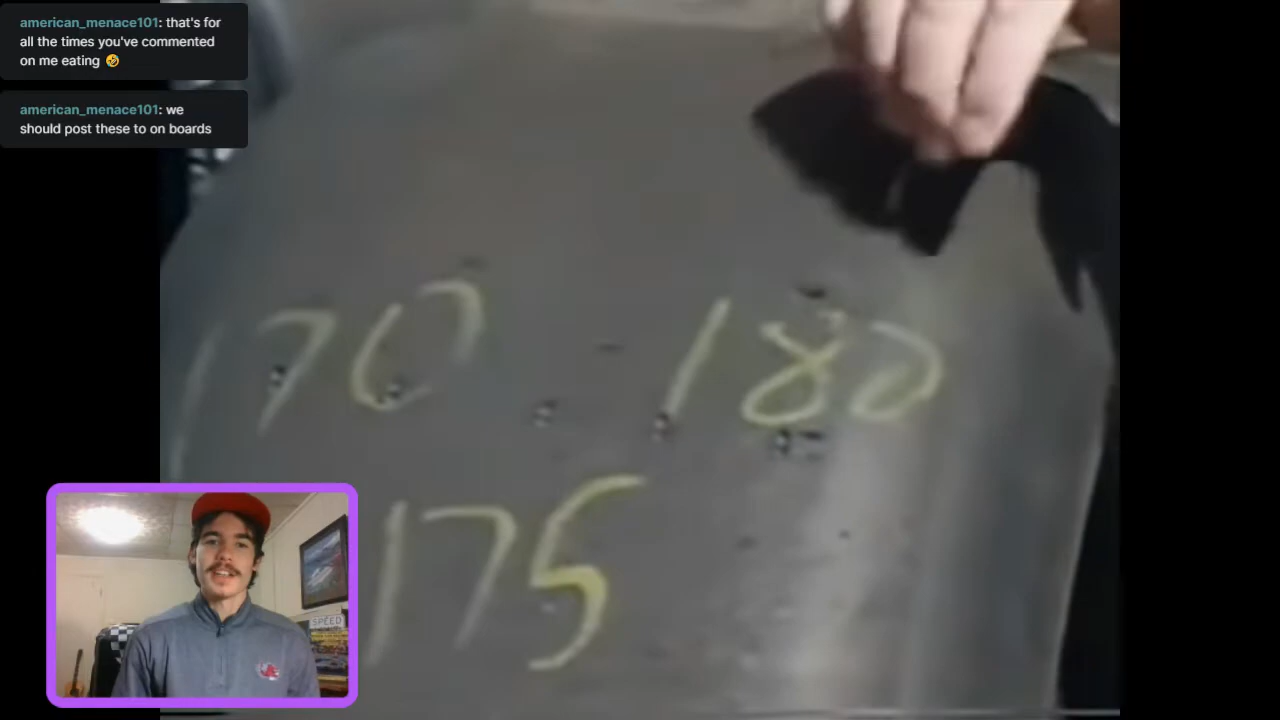 american_menace101: that's for
all the times you've commented
on me eating 🤣
american_menace101: we
should post these to on boards
170 180
175
SPEED